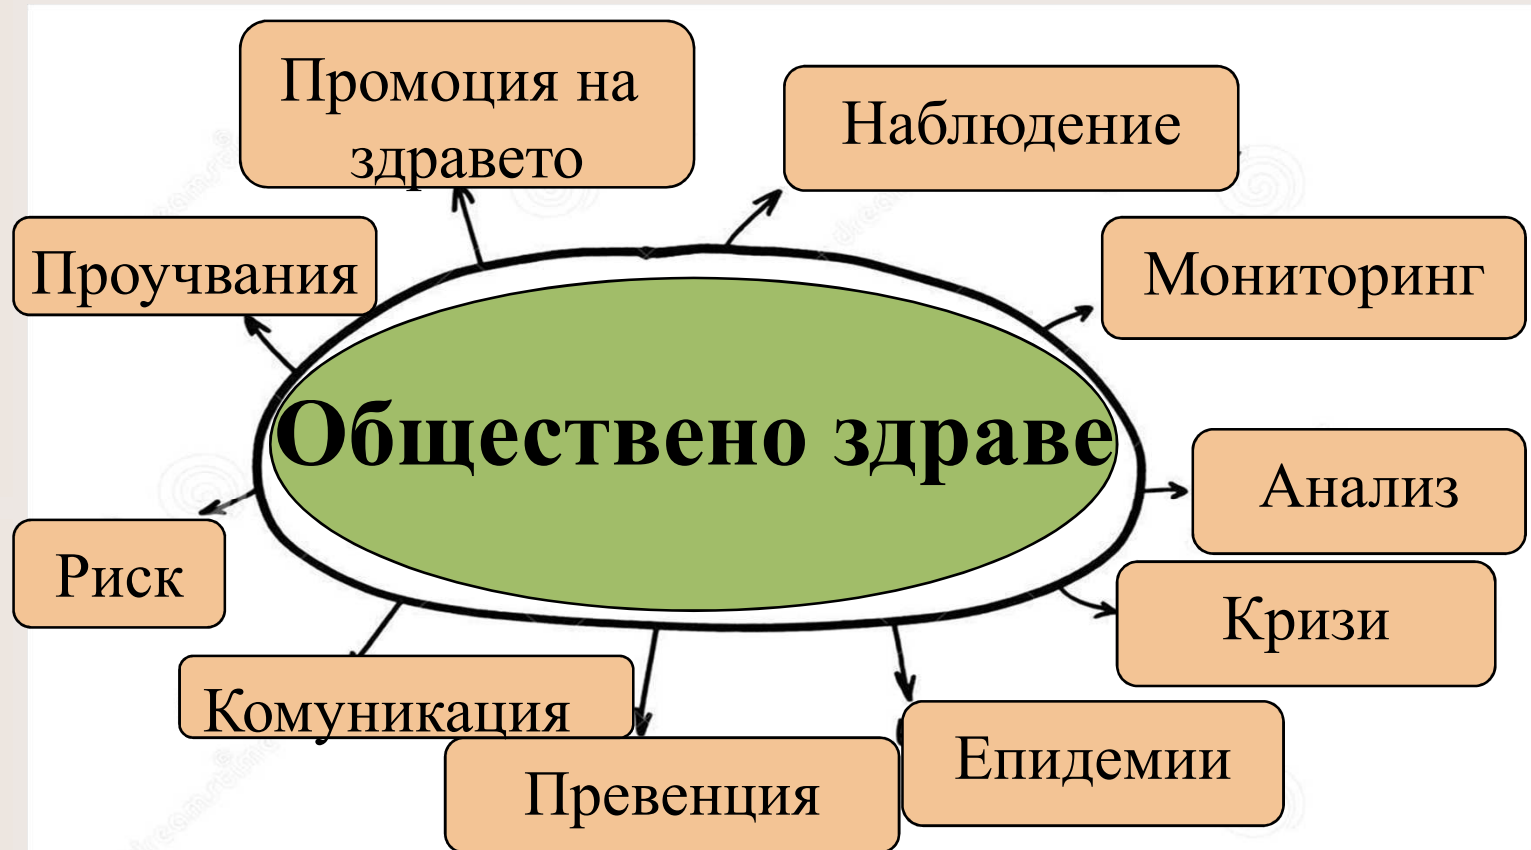 Промоция на
здравето
Наблюдение
Проучвания
Мониторинг
Обществено здраве
Анализ
Риск
Кризи
Комуникация
Епидемии
Превенция